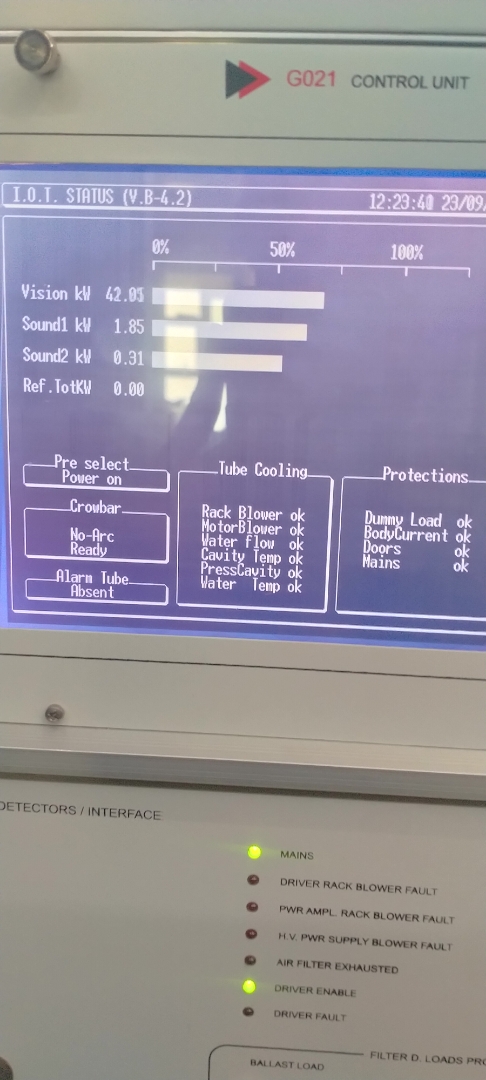 G021 CONTROL UNIT
I.O.T. STATUS (V.B-4.2) 12:23:40 23/09/
0% 50% 100%
Vision kW 42.03
Sound1 kW 1.85
Sound2 kW 0.31
Ref.TotKW 0.00
Pre select
Power on
Crowbar
No-Arc
Ready
Alarm Tube
Absent
Tube Cooling
Rack Blower ok
MotorBlower ok
Water flow ok
Cavity Temp ok
PressCavity ok
Water Temp ok
Protections
Dummy Load ok
BodyCurrent ok
Doors ok
Mains ok
DETECTORS / INTERFACE
MAINS
DRIVER RACK BLOWER FAULT
PWR AMPL. RACK BLOWER FAULT
H.V. PWR SUPPLY BLOWER FAULT
AIR FILTER EXHAUSTED
DRIVER ENABLE
DRIVER FAULT
FILTER D. LOADS PRO
BALLAST LOAD